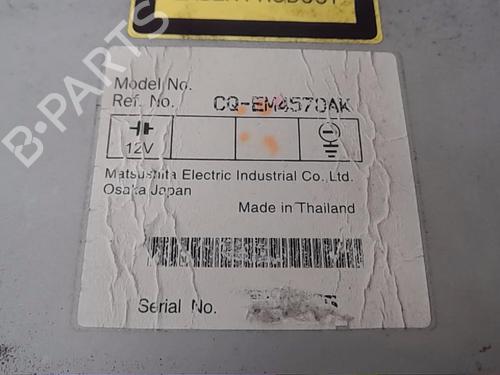 Model No.
Ref. No. CQ-EM4570AK
12V
Matsushita Electric Industrial Co. Ltd.
Osaka Japan
Made in Thailand
Serial No.
B-PARTS